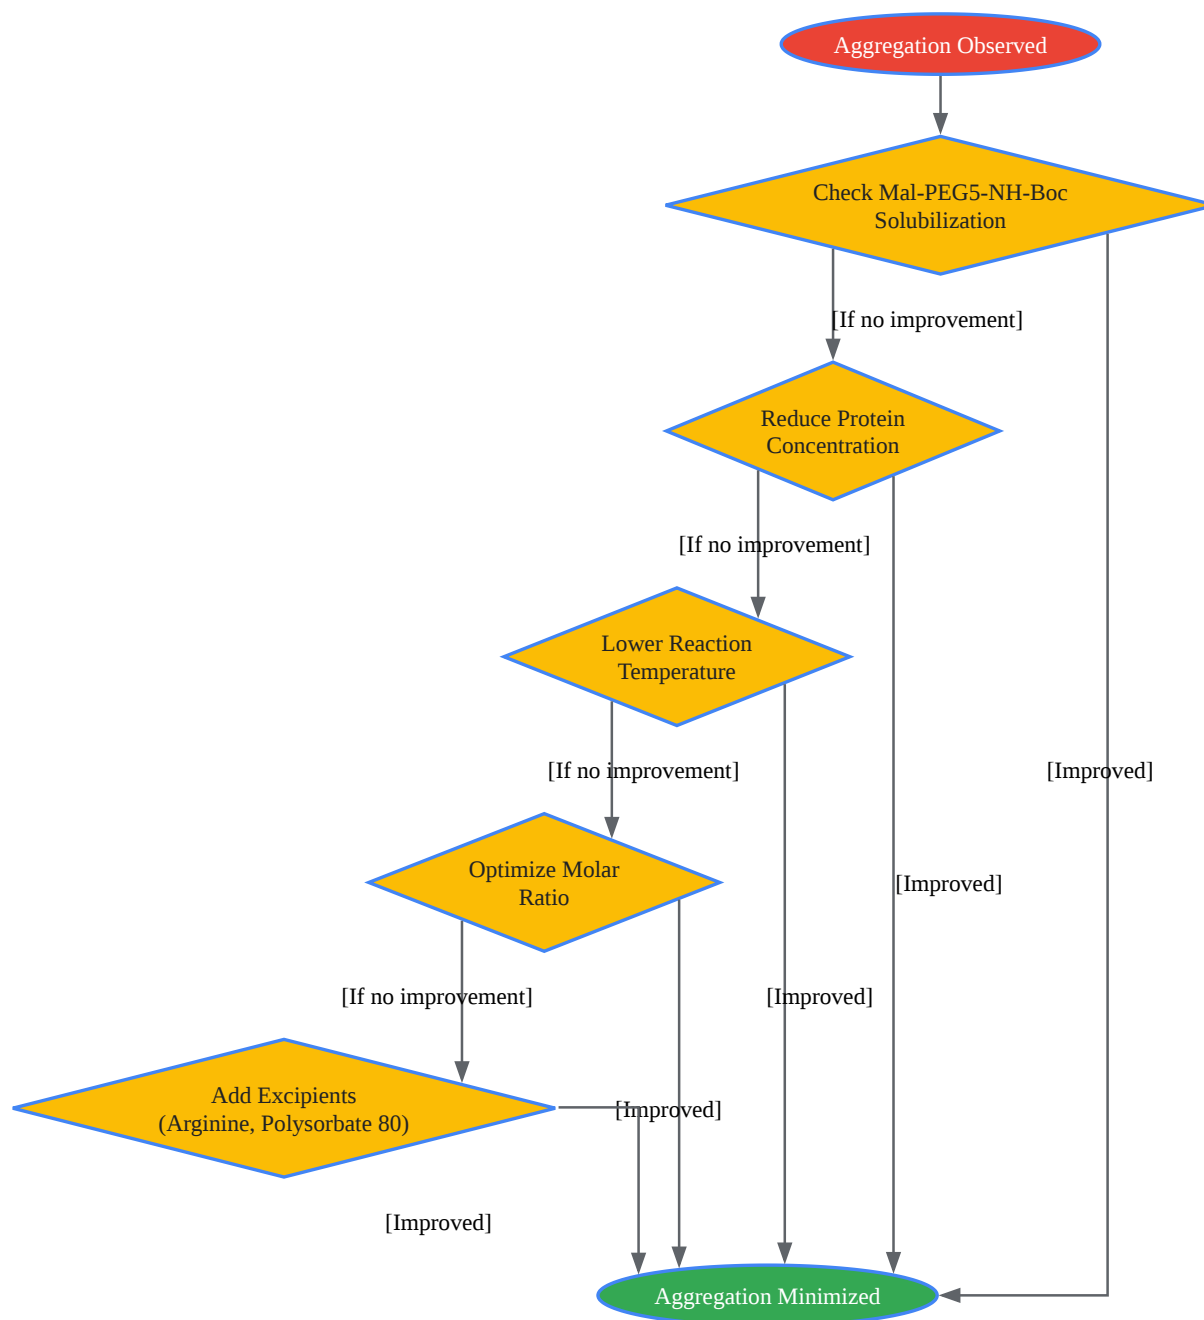 Aggregation Observed
Check Mal-PEG5-NH-Boc
Solubilization
[If no improvement]
Reduce Protein
Concentration
[If no improvement]
Lower Reaction
Temperature
[If no improvement]
[Improved]
Optimize Molar
Ratio
[Improved]
[If no improvement]
[Improved]
Add Excipients
(Arginine, Polysorbate 80)
[Improved]
[Improved]
Aggregation Minimized